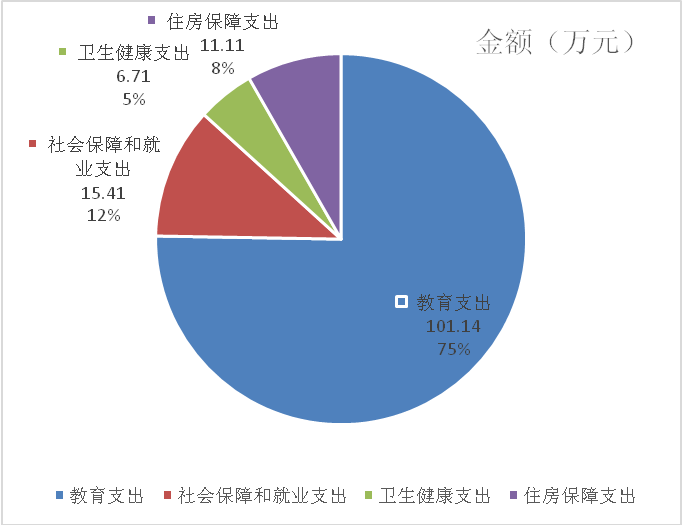 金额（万元）
住房保障支出
11.11
8%
卫生健康支出
6.71
5%
社会保障和就
业支出
15.41
12%
教育支出
101.14
75%
教育支出 社会保障和就业支出 卫生健康支出 住房保障支出